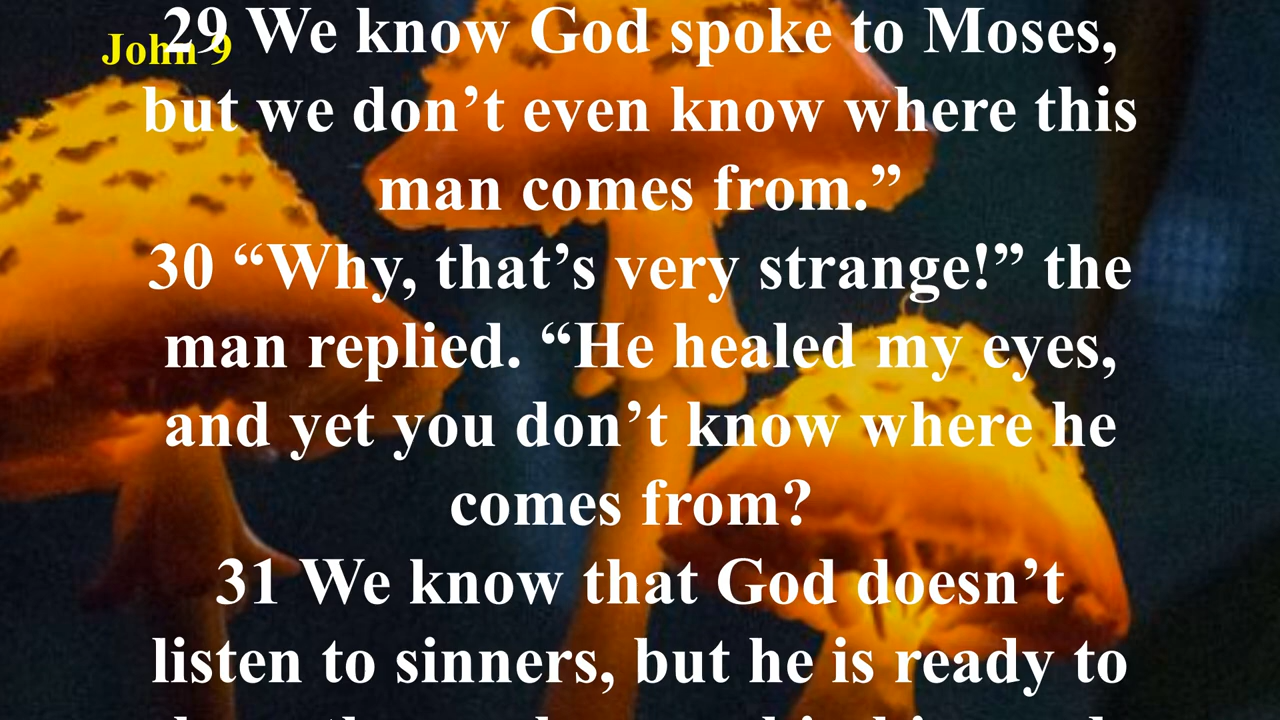 John 9
29 We know God spoke to Moses,
but we don’t even know where this
man comes from.”
30 “Why, that’s very strange!” the
man replied. “He healed my eyes,
and yet you don’t know where he
comes from?
31 We know that God doesn’t
listen to sinners, but he is ready to